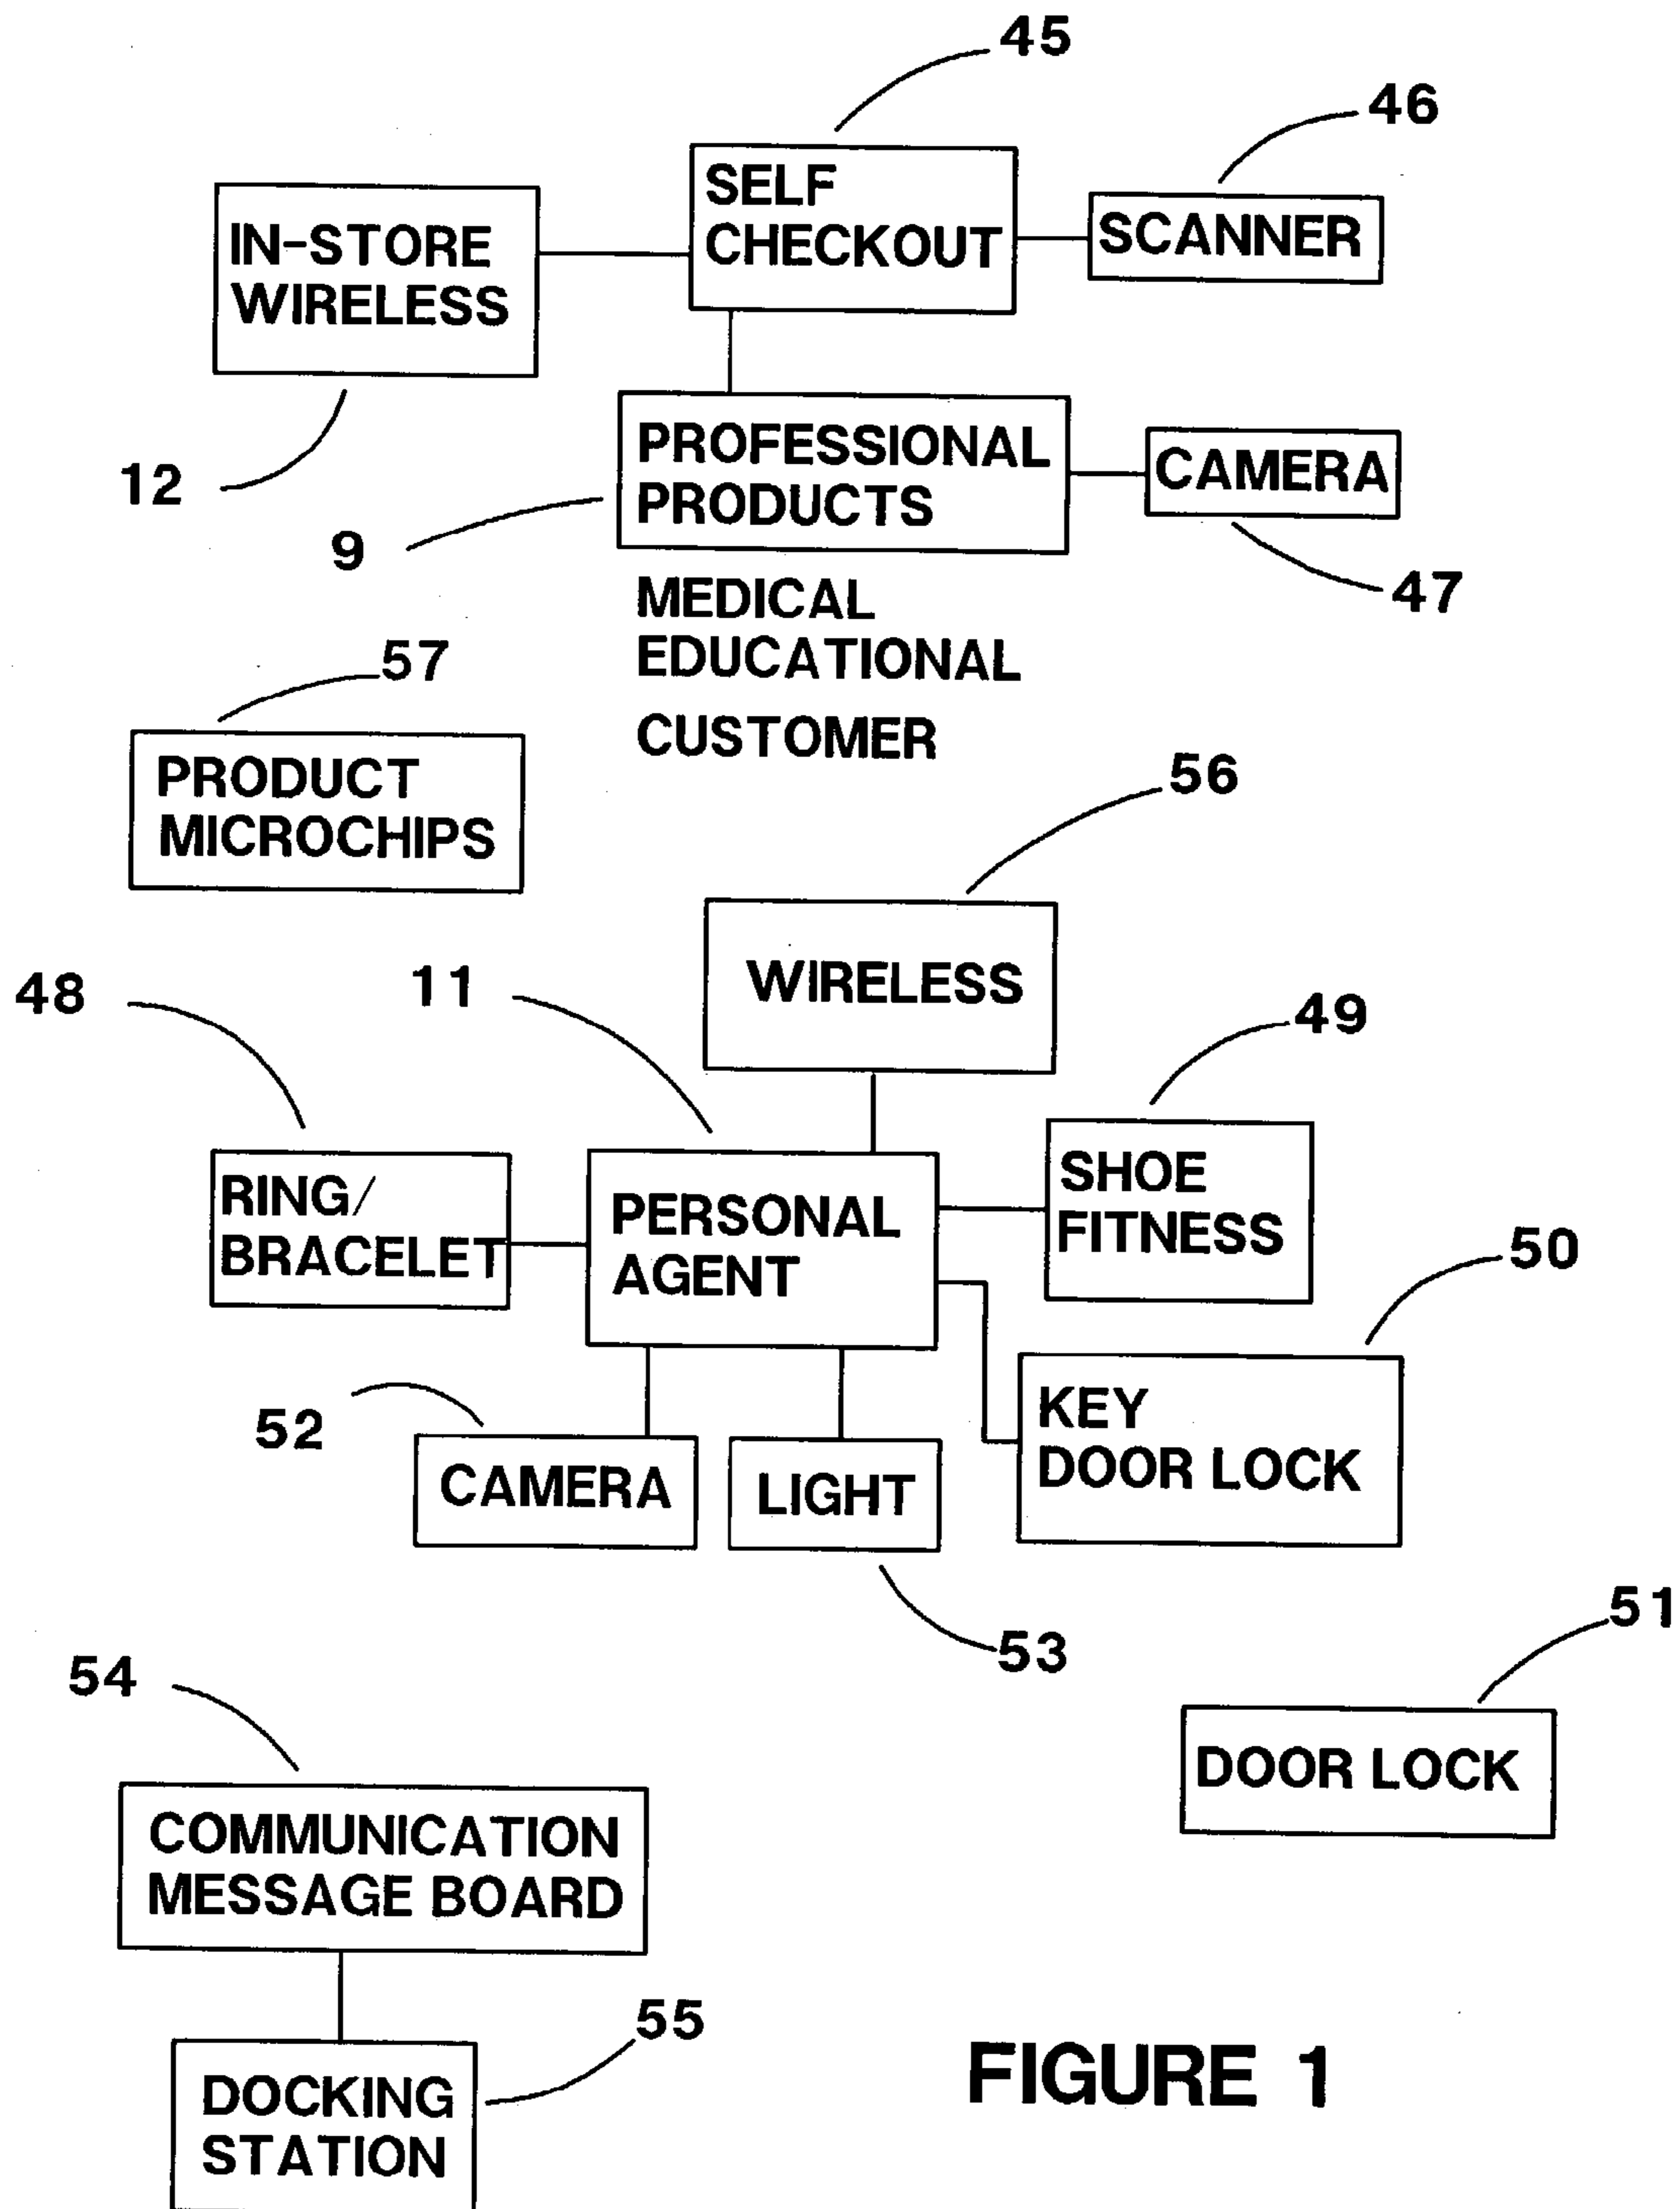 45
46
SELF
CHECKOUT
IN-STORE
WIRELESS
SCANNER
12
PROFESSIONAL
PRODUCTS
CAMERA
9
47
MEDICAL
EDUCATIONAL
CUSTOMER
57
PRODUCT
MICROCHIPS
56
WIRELESS
48
11
49
RING/
BRACELET
PERSONAL
AGENT
SHOE
FITNESS
50
52
CAMERA
LIGHT
KEY
DOOR LOCK
53
51
DOOR LOCK
54
COMMUNICATION
MESSAGE BOARD
55
DOCKING
STATION
FIGURE 1